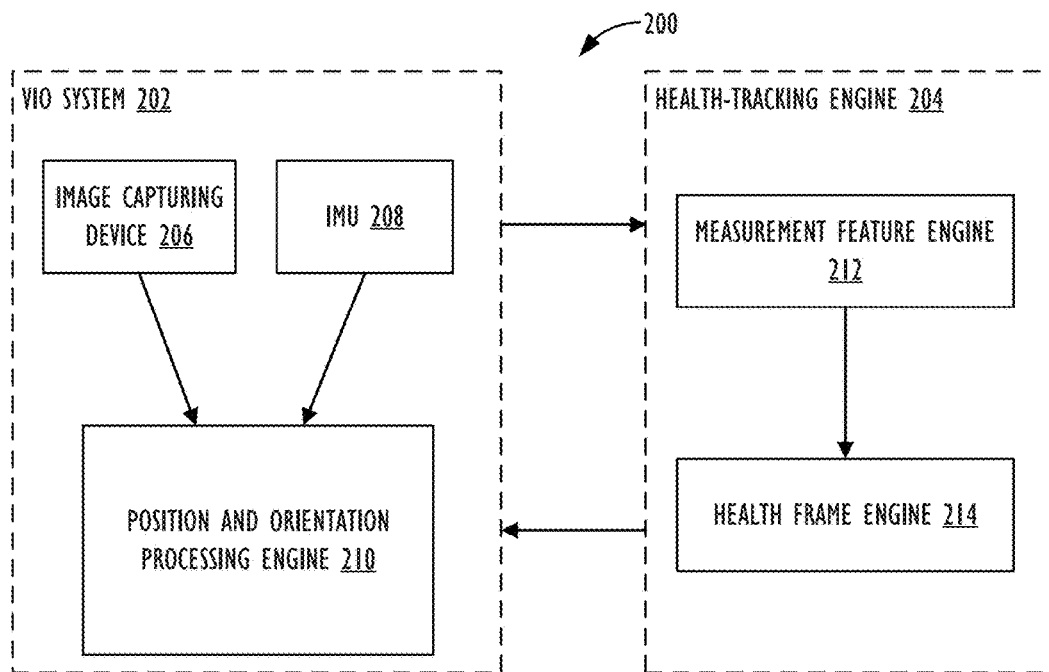 200
VIO SYSTEM 202
HEALTH-TRACKING ENGINE 204
IMAGE CAPTURING
DEVICE 206
IMU 208
MEASUREMENT FEATURE ENGINE
212
POSITION AND ORIENTATION
PROCESSING ENGINE 210
HEALTH FRAME ENGINE 214